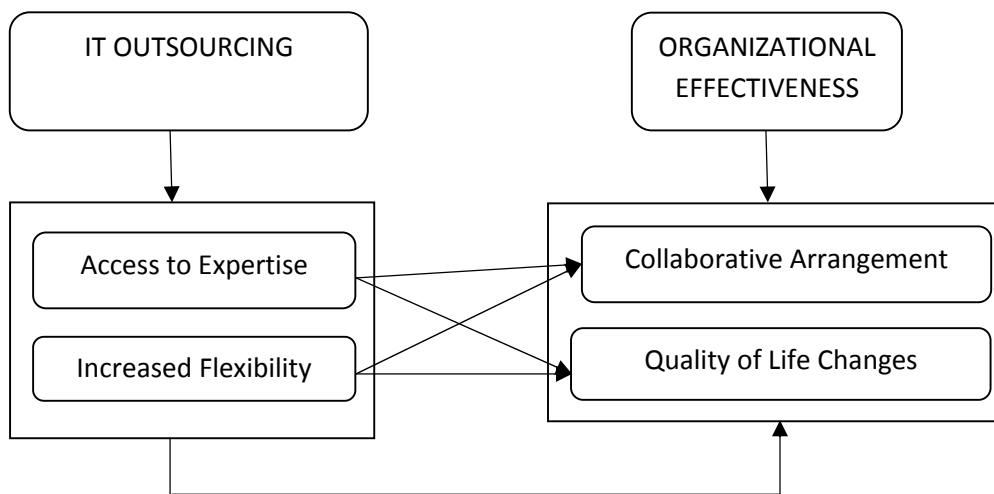 IT OUTSOURCING
ORGANIZATIONAL
EFFECTIVENESS
Access to Expertise
Increased Flexibility
Collaborative Arrangement
Quality of Life Changes